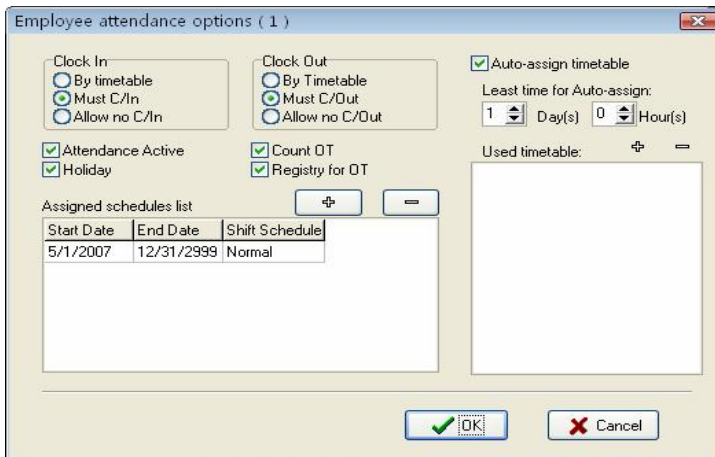 Employee attendance options ( 1 )
Clock In
By timetable
Must C/In
Allow no C/In
Clock Out
By Timetable
Must C/Out
Allow no C/Out
Auto-assign timetable
Least time for Auto-assign:
1 Day(s) 0 Hour(s)
Attendance Active
Count OT
Holiday
Registry for OT
Used timetable:
Assigned schedules list
Start Date End Date Shift Schedule
5/1/2007 12/31/2999 Normal
OK Cancel